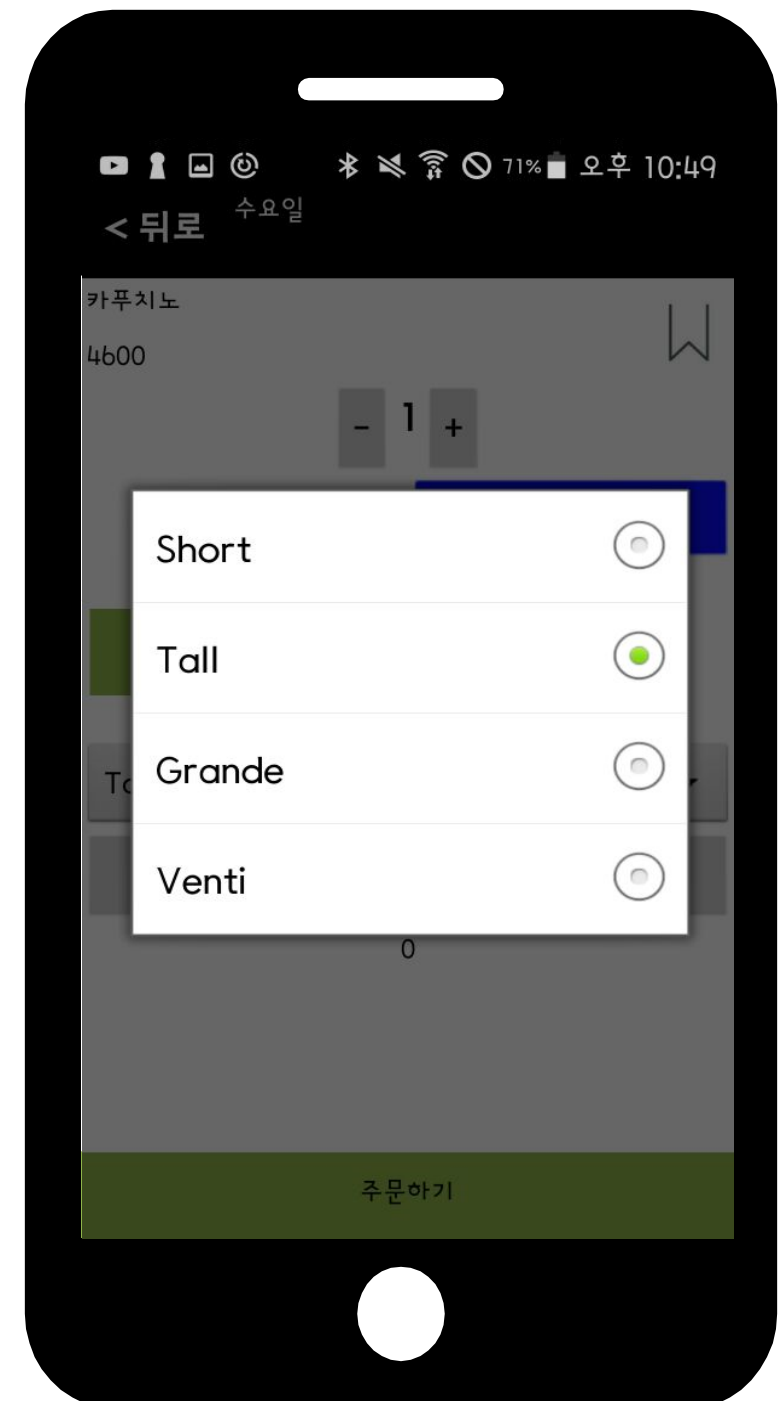 71% 오후 10:49
< 뒤로 수요일
카푸치노
4600
- 1 +
Short
Tall
Grande
Venti
0
주문하기